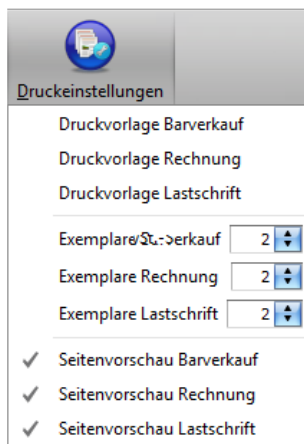 Druckeinstellungen
Druckvorlage Barverkauf
Druckvorlage Rechnung
Druckvorlage Lastschrift
Exemplare 2
Exemplare Rechnung 2
Exemplare Lastschrift 2
Seitenvorschau Barverkauf
Seitenvorschau Rechnung
Seitenvorschau Lastschrift